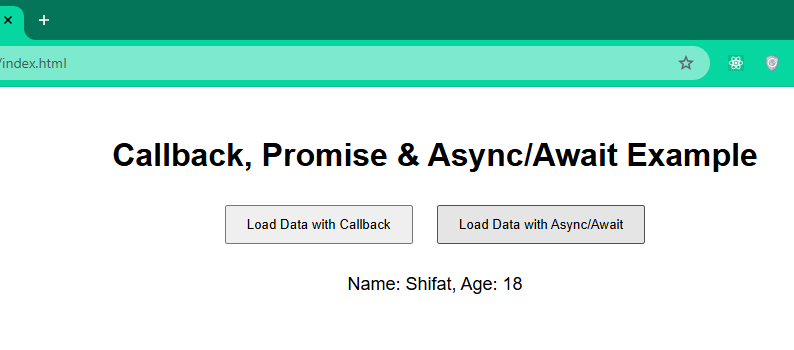 /index.html
Callback, Promise & Async/Await Example
Load Data with Callback Load Data with Async/Await
Name: Shifat, Age: 18